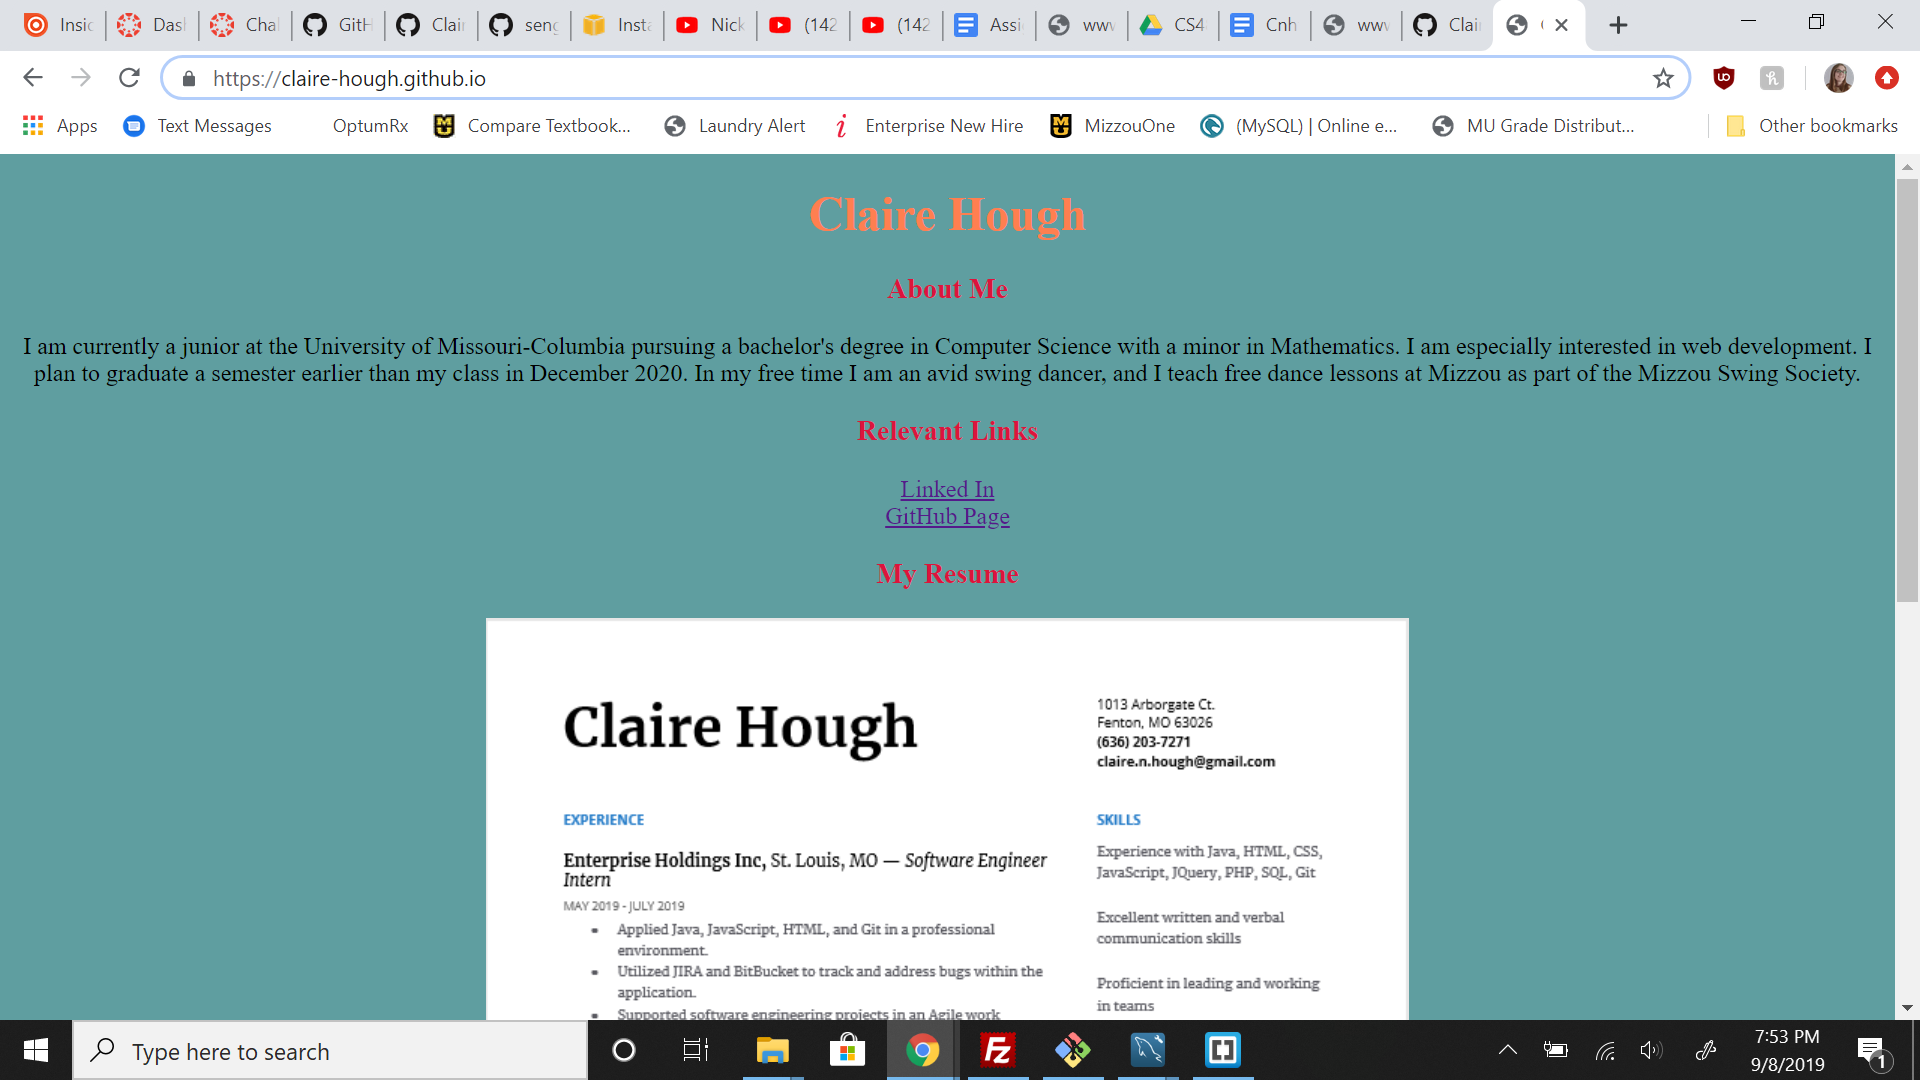 Insic
Dash
Chal
GitH
Clair
seng
Insta
Nick
(142
(142
Assi
www
CS4
Cnh
www
Clair
https://claire-hough.github.io
Apps
Text Messages
OptumRx
Compare Textbook...
Laundry Alert
Enterprise New Hire
MizzouOne
(MySQL) | Online e...
MU Grade Distribut...
Other bookmarks
Claire Hough
About Me
I am currently a junior at the University of Missouri-Columbia pursuing a bachelor's degree in Computer Science with a minor in Mathematics. I am especially interested in web development. I
plan to graduate a semester earlier than my class in December 2020. In my free time I am an avid swing dancer, and I teach free dance lessons at Mizzou as part of the Mizzou Swing Society.
Relevant Links
Linked In
GitHub Page
My Resume
Claire Hough
1013 Arborgate Ct.
Fenton, MO 63026
(636) 203-7271
claire.n.hough@gmail.com
EXPERIENCE
Enterprise Holdings Inc, St. Louis, MO — Software Engineer
Intern
MAY 2019 - JULY 2019
Applied Java, JavaScript, HTML, and Git in a professional
environment.
Utilized JIRA and BitBucket to track and address bugs within the
application.
Supported software engineering projects in an Agile work
SKILLS
Experience with Java, HTML, CSS,
JavaScript, JQuery, PHP, SQL, Git
Excellent written and verbal
communication skills
Proficient in leading and working
in teams
Type here to search
7:53 PM
9/8/2019
1